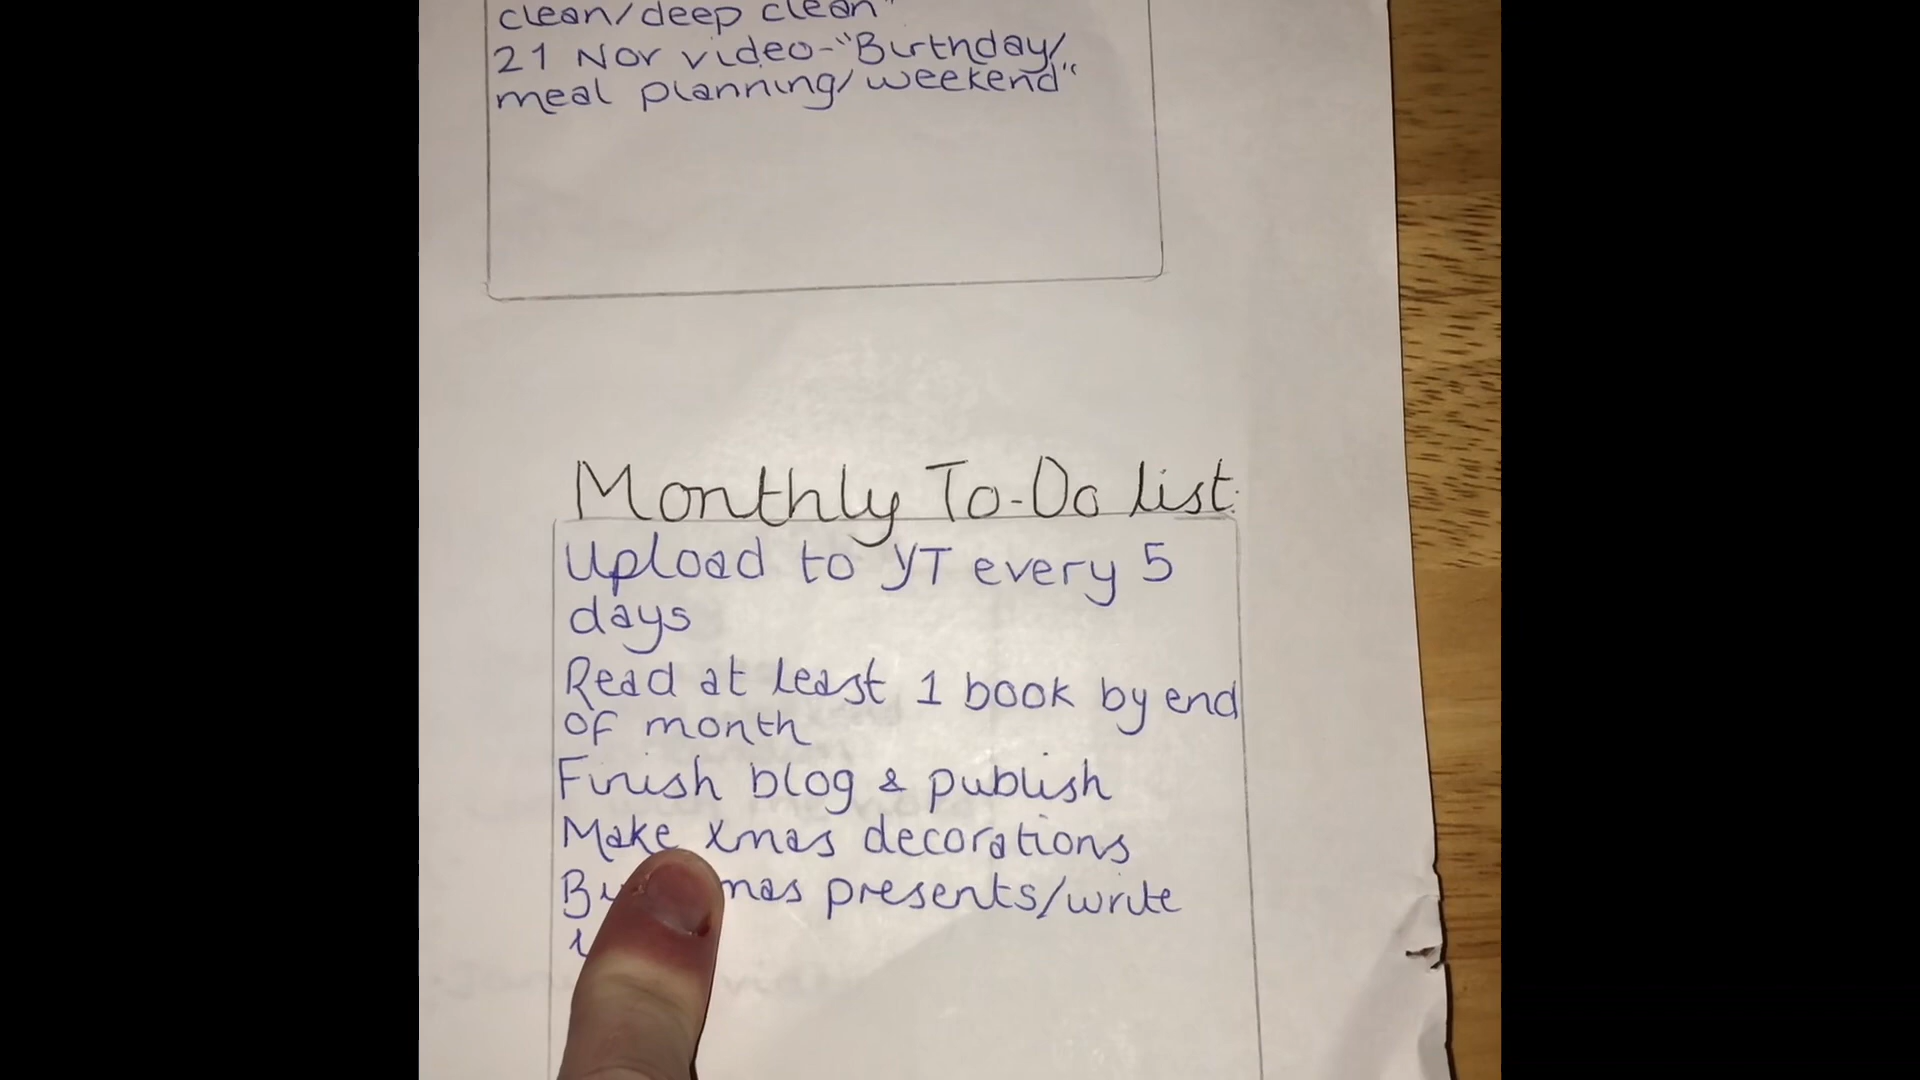 clean/deep clean"
21 Nov video-"Birthday/
meal planning/weekend"
Monthly To-Do list:
Upload to YT every 5
days
Read at least 1 book by end
of month
Finish blog & publish
Make xmas decorations
presents/write